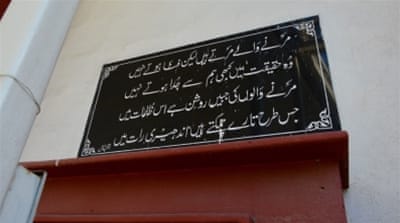 مرنے والے مرتے ہیں لیکن فنا ہوتے نہیں
وہ حقیقت میں کبھی ہم سے جُدا ہوتے نہیں
مرنے والوں کی جبیں روشن ہے اس ظلمات میں
جس طرح تارے چمکتے ہیں اندھیری رات میں